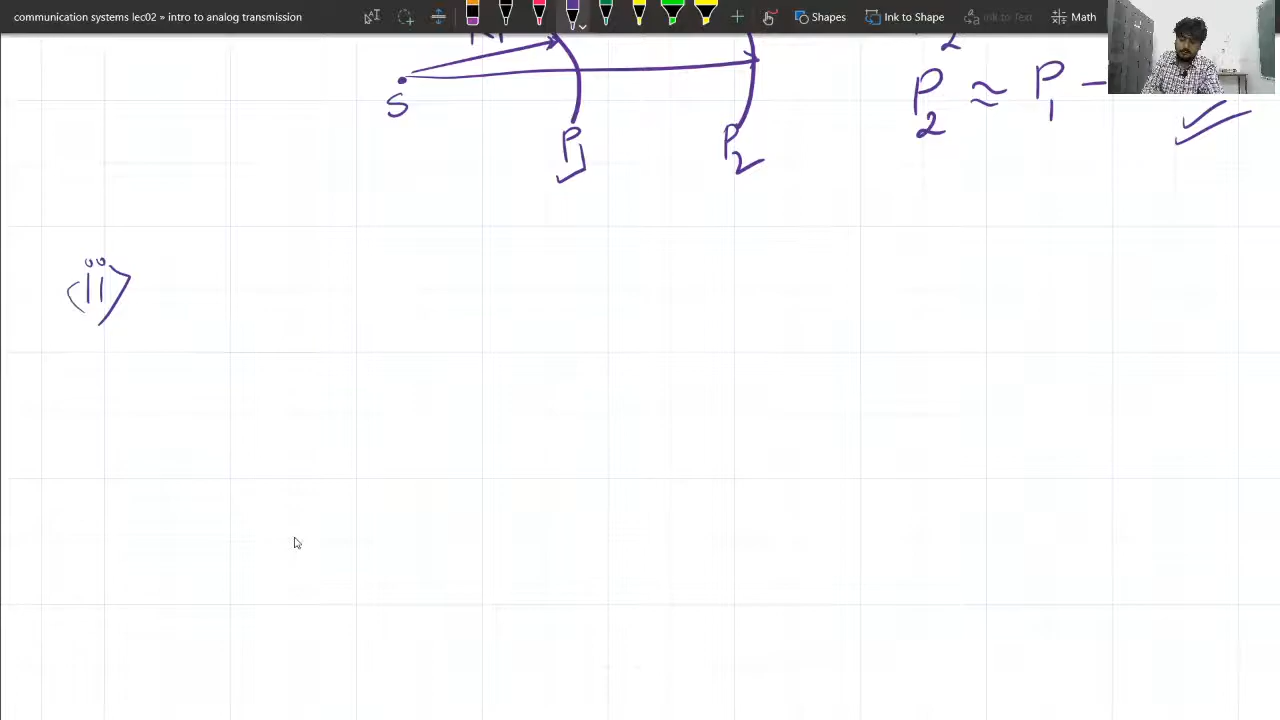 communication systems lec02 » intro to analog transmission
Shapes
Ink to Shape
Ink to Text
Math
2
P2 ≈ P1 -
S
P1
P2
(ii)